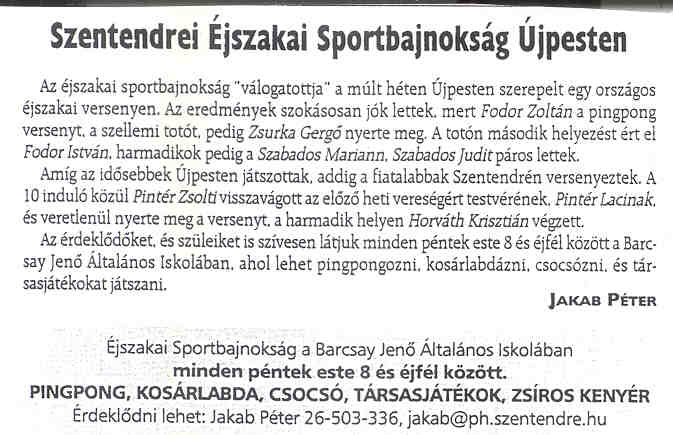 Szentendrei Éjszakai Sportbajnokság Újpesten
Az éjszakai sportbajnokság "válogatottja" a múlt héten Újpesten szerepelt egy országos
éjszakai versenyen. Az eredmények szokásosan jók lettek, mert Fodor Zoltán a pingpong
versenyt, a szellemi totót, pedig Zsurka Gergő nyerte meg. A totón második helyezést ért el
Fodor István, harmadikok pedig a Szabados Mariann, Szabados Judit páros lettek.
Amíg az idősebbek Újpesten játszottak, addig a fiatalabbak Szentendrén versenyeztek. A
10 induló közül Pintér Zsolti visszavágott az előző heti vereségért testvérének, Pintér Lacinak,
és veretlenül nyerte meg a versenyt, a harmadik helyen Horváth Krisztián végzett.
Az érdeklődőket, és szüleiket is szívesen látjuk minden péntek este 8 és éjfél között a Barc-
say Jenő Általános Iskolában, ahol lehet pingpongozni, kosárlabdázni, csocsózni, és tár-
sasjátékokat játszani.
JAKAB PÉTER
Éjszakai Sportbajnokság a Barcsay Jenő Általános Iskolában
minden péntek este 8 és éjfél között.
PINGPONG, KOSÁRLABDA, CSOCSÓ, TÁRSASJÁTÉKOK, ZSÍROS KENYÉR
Érdeklődni lehet: Jakab Péter 26-503-336, jakab@ph.szentendre.hu